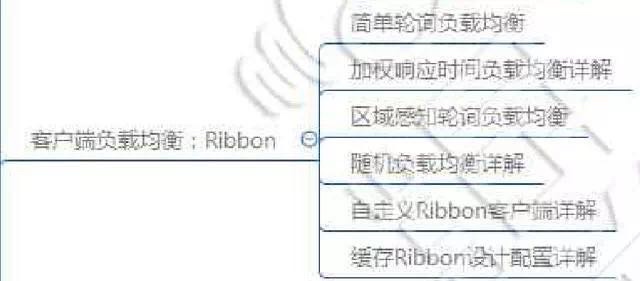 简单轮询负载均衡
加权响应时间负载均衡详解
区域感知轮询负载均衡
客户端负载均衡：Ribbon
随机负载均衡详解
自定义Ribbon客户端详解
缓存Ribbon设计配置详解